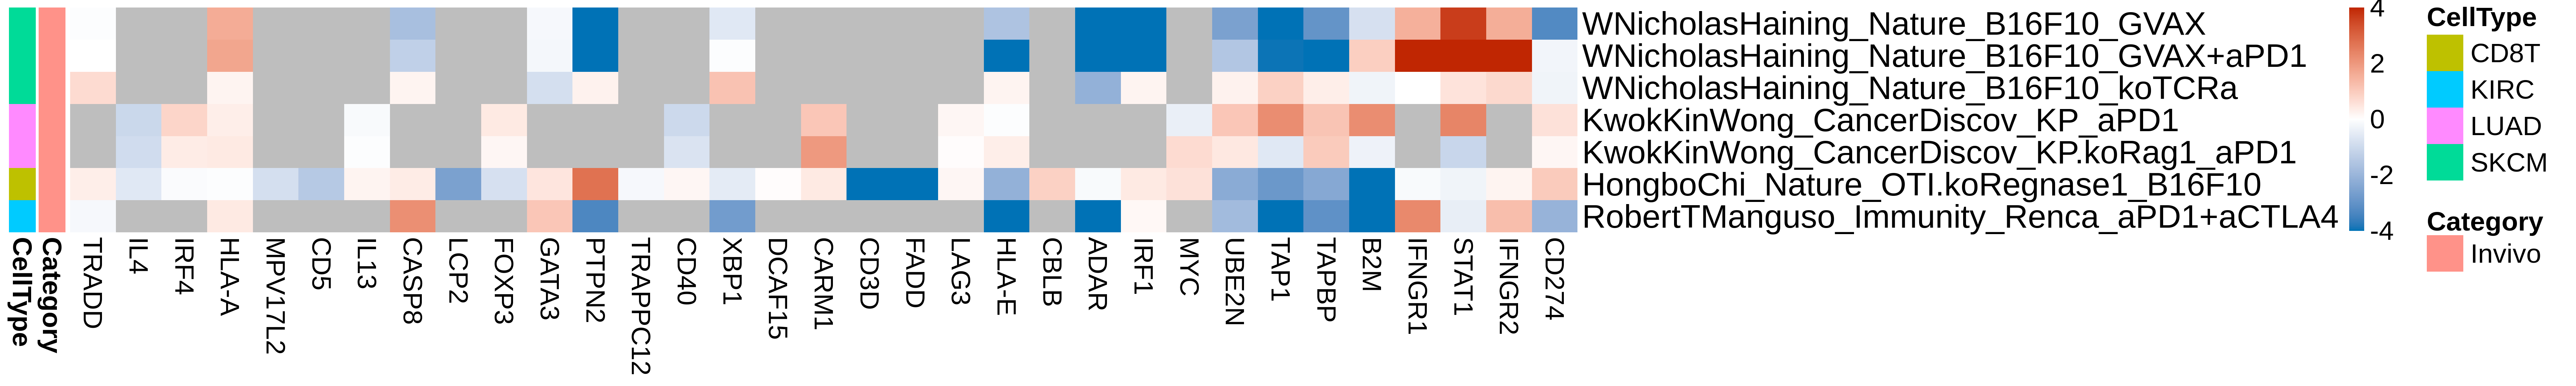 WNicholasHaining_Nature_B16F10_GVAX
WNicholasHaining_Nature_B16F10_GVAX+aPD1
WNicholasHaining_Nature_B16F10_koTCRa
KwokKinWong_CancerDiscov_KP_aPD1
KwokKinWong_CancerDiscov_KP.koRag1_aPD1
HongboChi_Nature_OTI.koRegnase1_B16F10
RobertTManguso_Immunity_Renca_aPD1+aCTLA4
CellType
Category
TRADD
IL4
IRF4
HLA-A
MPV17L2
CD5
IL13
CASP8
LCP2
FOXP3
GATA3
PTPN2
TRAPPC12
CD40
XBP1
DCAF15
CARM1
CD3D
FADD
LAG3
HLA-E
CBLB
ADAR
IRF1
MYC
UBE2N
TAP1
TAPBP
B2M
IFNGR1
STAT1
IFNGR2
CD274
4
2
0
-2
-4
CellType
CD8T
KIRC
LUAD
SKCM
Category
Invivo